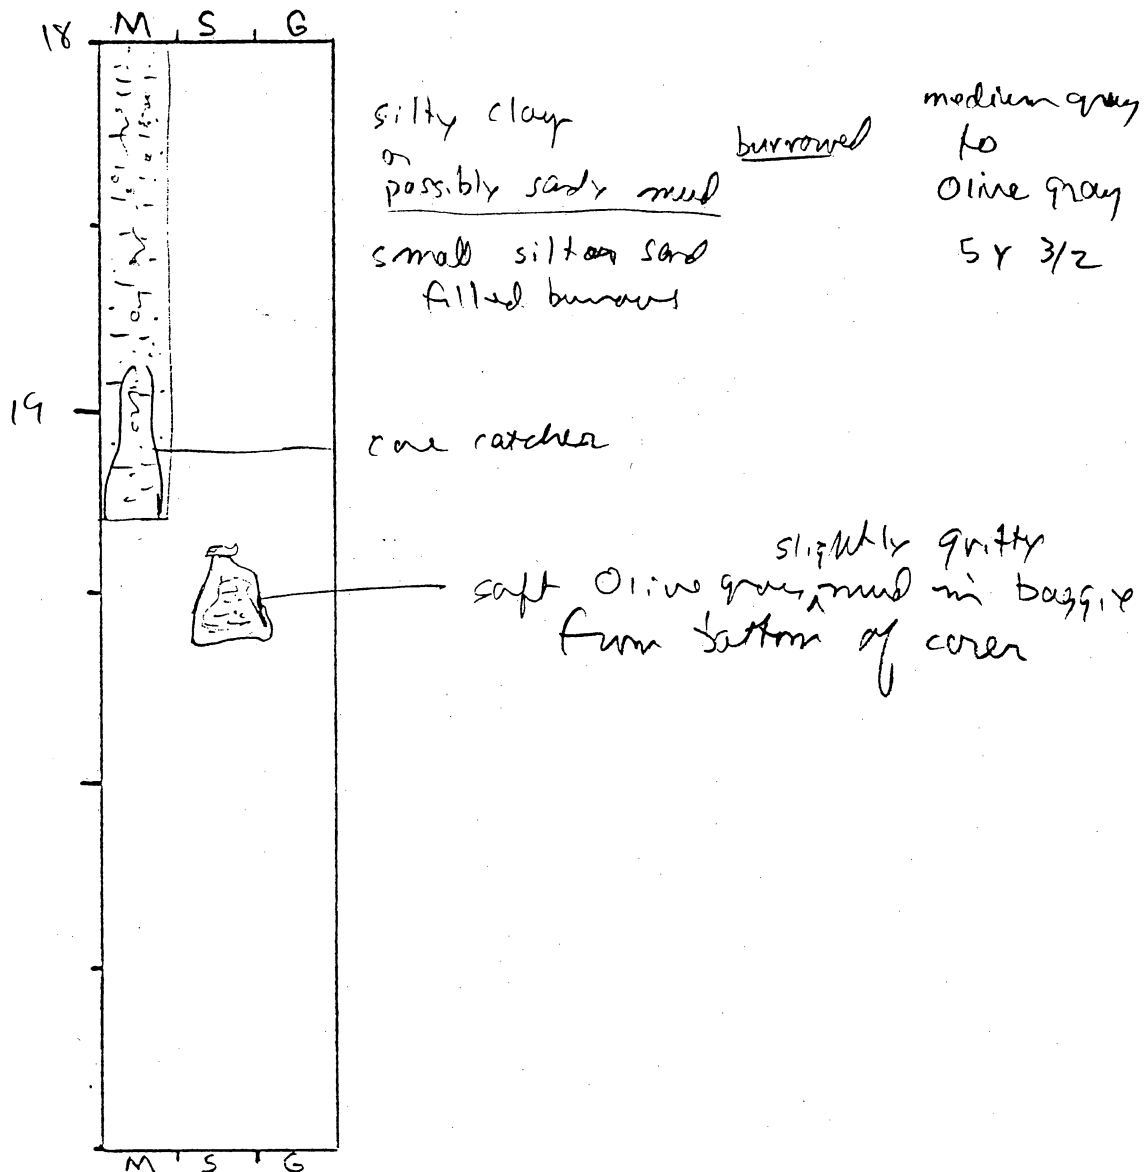 18 M S G
silty clay
or
possibly sandy mud
burrowed
medium gray
to
Olive gray
5Y 3/2
small silt or sand
filled burrows
19
core catcher
slightly gritty
soft Olive gray ^ mud in baggie
from bottom of corer
M S G